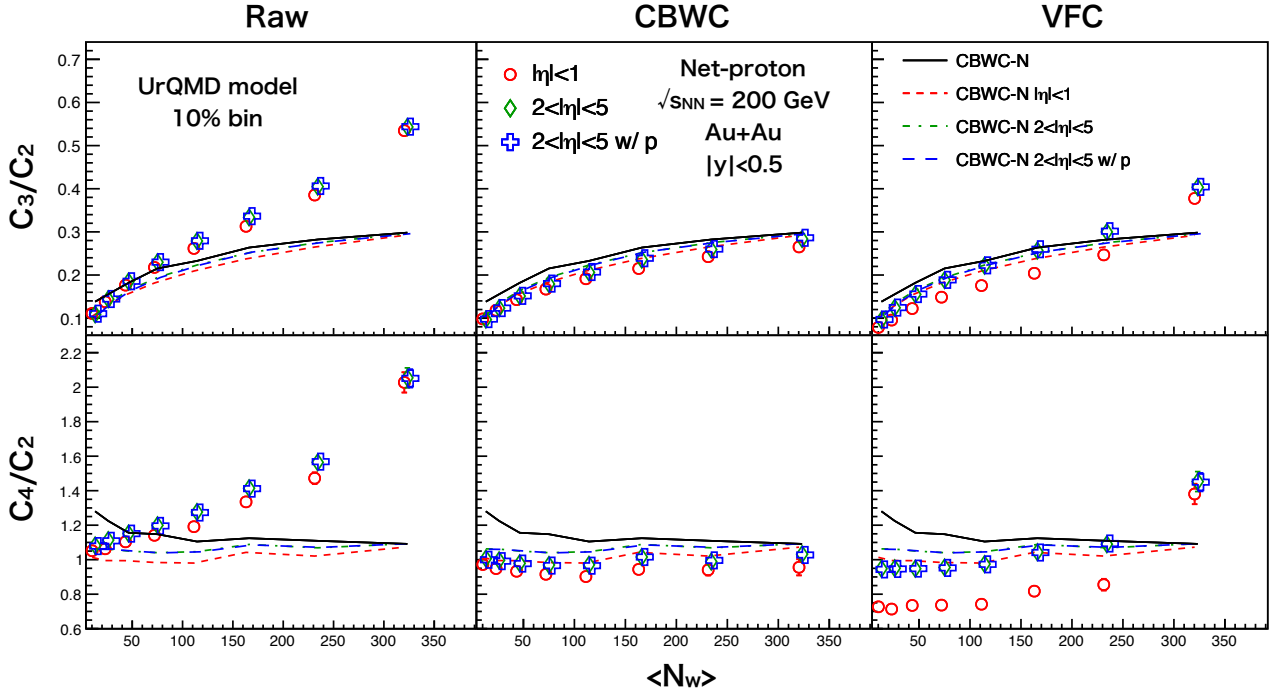 Raw
CBWC
VFC
C3/C2
0.7
0.6
0.5
0.4
0.3
0.2
0.1
UrQMD model
10% bin
|η|<1
2<|η|<5
2<|η|<5 w/ p
Net-proton
√sNN = 200 GeV
Au+Au
|y|<0.5
CBWC-N
CBWC-N |η|<1
CBWC-N 2<|η|<5
CBWC-N 2<|η|<5 w/ p
C4/C2
2.2
2
1.8
1.6
1.4
1.2
1
0.8
0.6
50 100 150 200 250 300 350
50 100 150 200 250 300 350
50 100 150 200 250 300 350
<Nw>